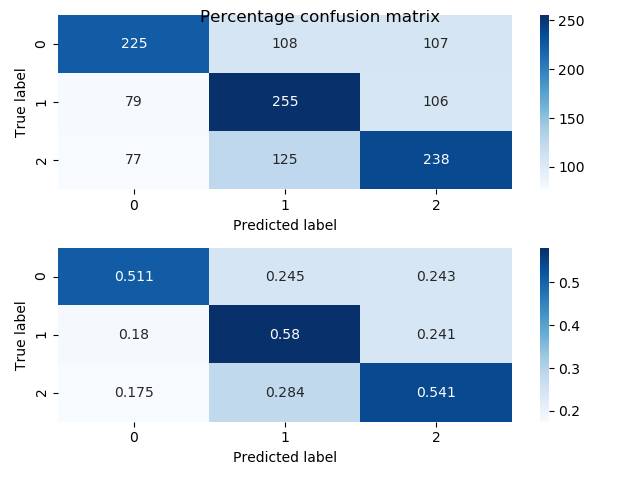 Percentage confusion matrix
True label
0 225 108 107
1 79 255 106
2 77 125 238
0 1 2
Predicted label
250
200
150
100
True label
0 0.511 0.245 0.243
1 0.18 0.58 0.241
2 0.175 0.284 0.541
0 1 2
Predicted label
0.5
0.4
0.3
0.2